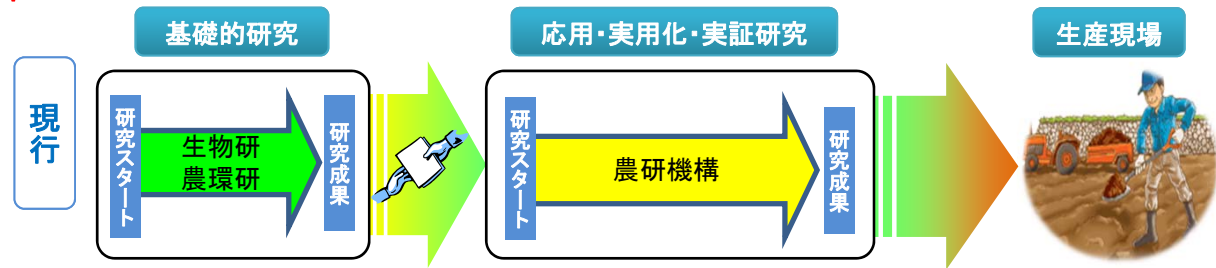 基礎的研究
応用・実用化・実証研究
生産現場
現行
研究スタート
生物研
農環研
研究成果
研究スタート
農研機構
研究成果